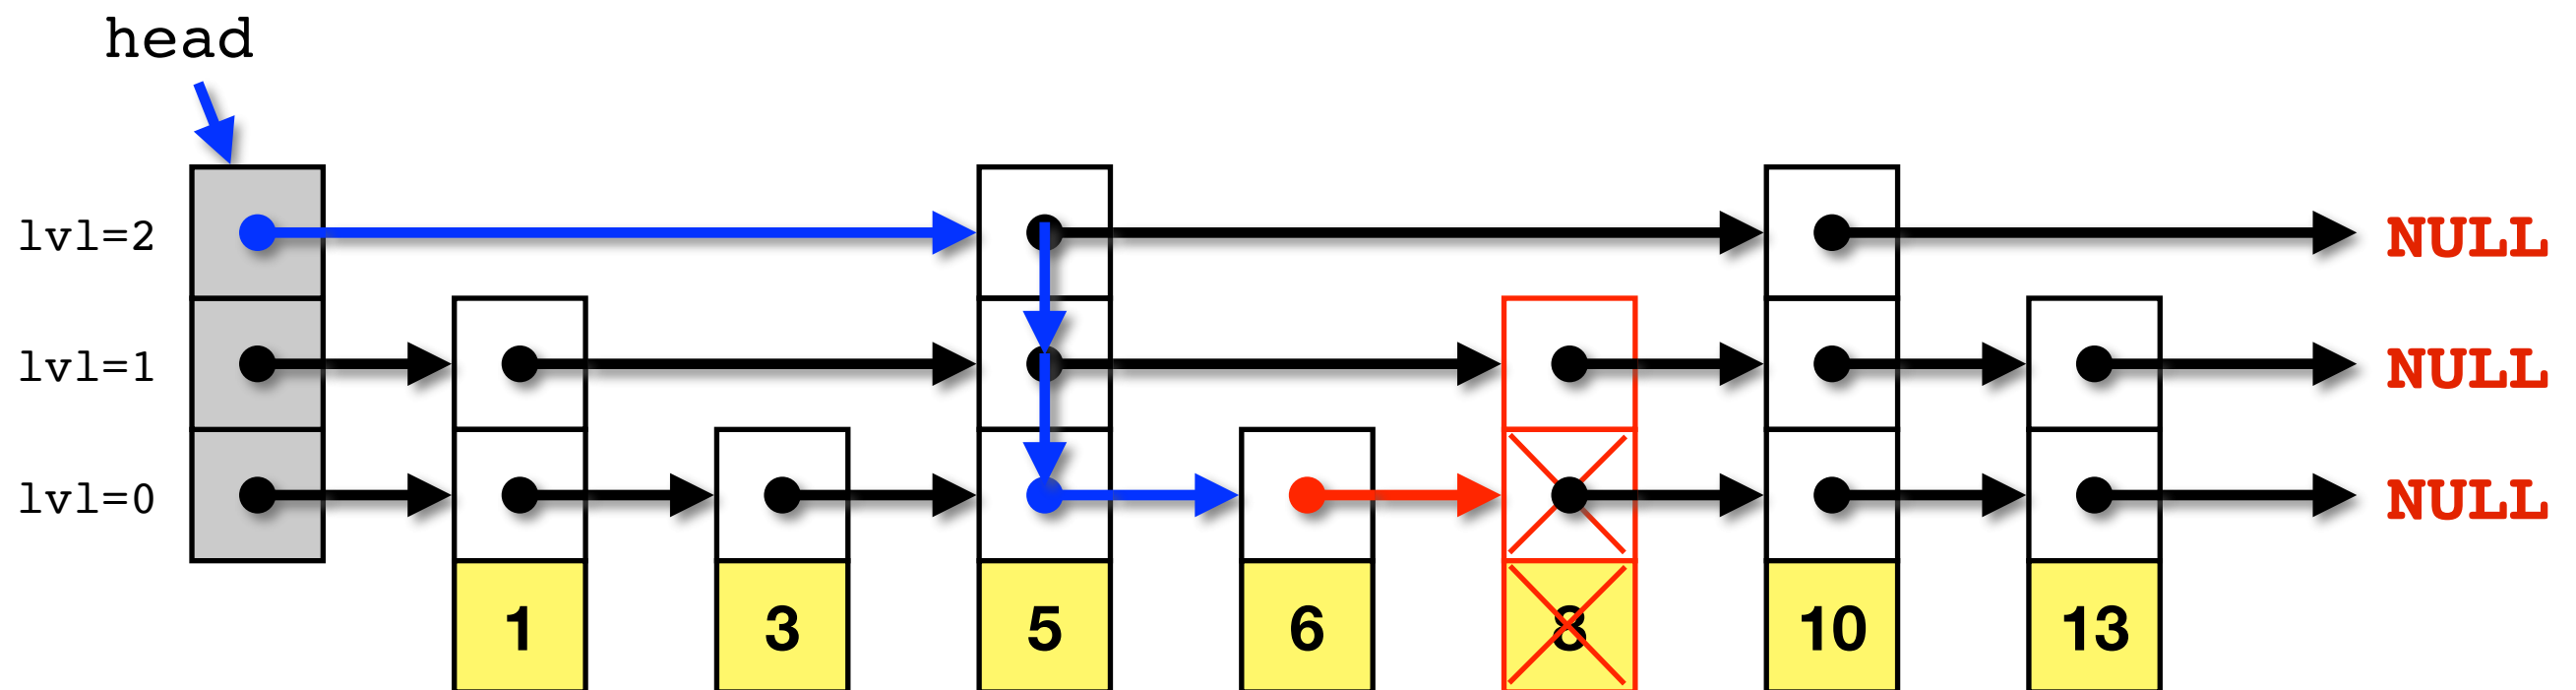 head
lvl=2 NULL
lvl=1 NULL
lvl=0 NULL
1 3 5 6 8 10 13